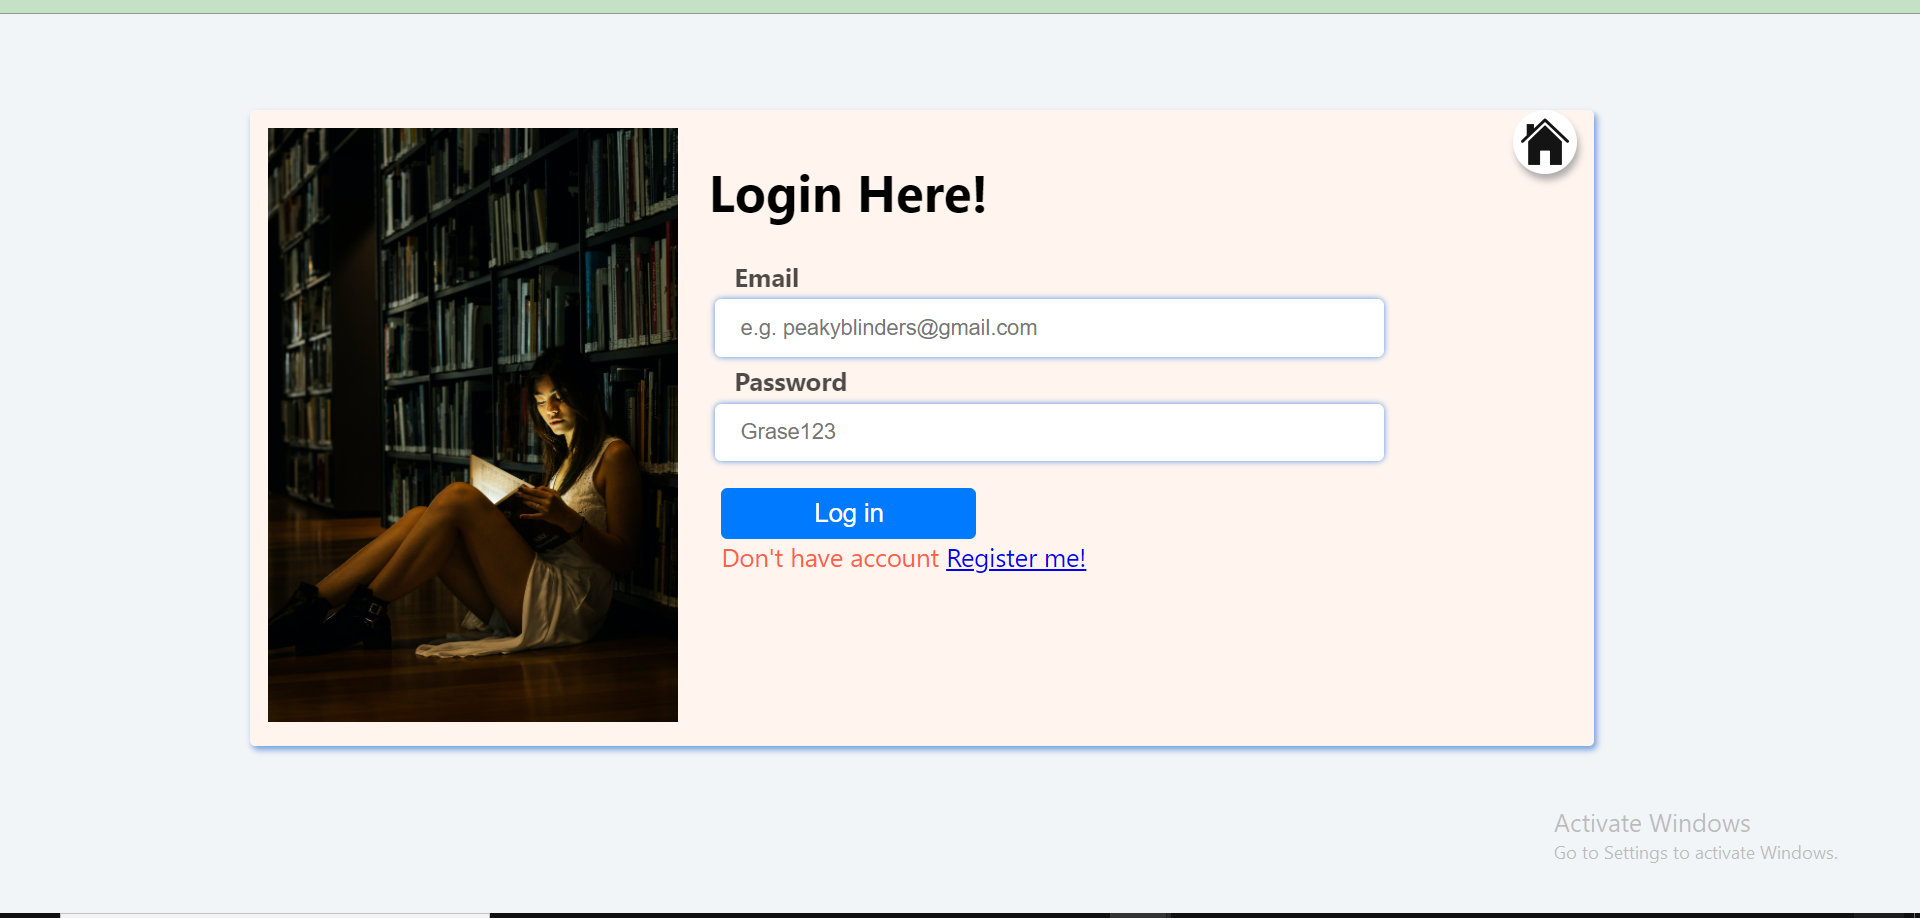 Login Here!
Email
e.g. peakyblinders@gmail.com
Password
Grase123
Log in
Don't have account Register me!
Activate Windows
Go to Settings to activate Windows.